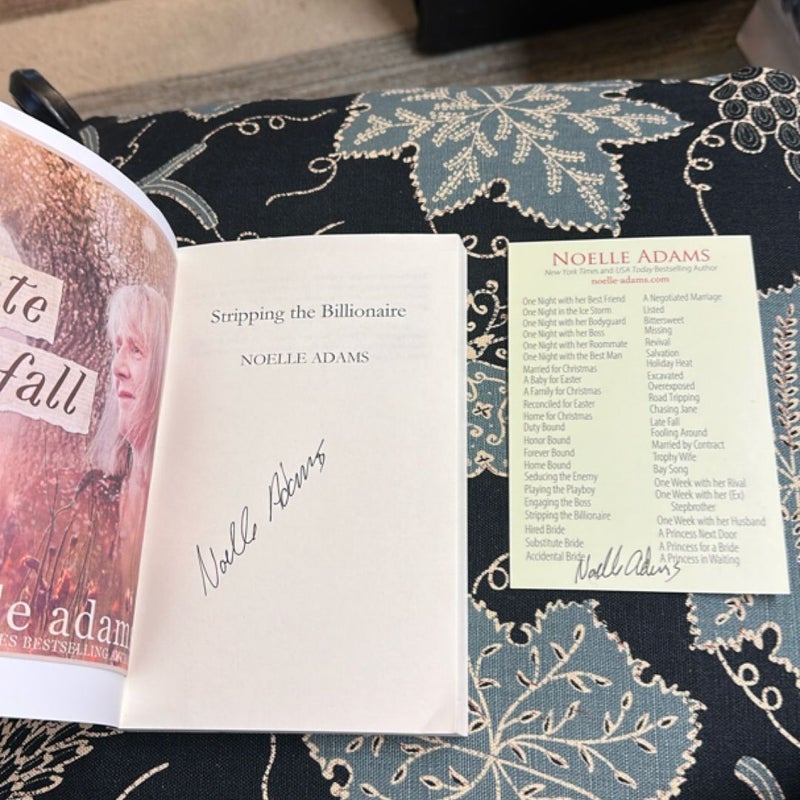 te
fall
le adam
ES BESTSELLING
Stripping the Billionaire
NOELLE ADAMS
Noelle Adams
NOELLE ADAMS
New York Times and USA Today Bestselling Author
noelle-adams.com
One Night with her Best Friend
One Night in the Ice Storm
One Night with her Bodyguard
One Night with her Boss
One Night with her Roommate
One Night with the Best Man
Married for Christmas
A Baby for Easter
A Family for Christmas
Reconciled for Easter
Home for Christmas
Duty Bound
Honor Bound
Forever Bound
Home Bound
Seducing the Enemy
Playing the Playboy
Engaging the Boss
Stripping the Billionaire
Hired Bride
Substitute Bride
Accidental Bride
A Negotiated Marriage
Listed
Bittersweet
Missing
Revival
Salvation
Holiday Heat
Excavated
Overexposed
Road Tripping
Chasing Jane
Late Fall
Fooling Around
Married by Contract
Trophy Wife
Bay Song
One Week with her Rival
One Week with her (Ex)
Stepbrother
One Week with her Husband
A Princess Next Door
A Princess for a Bride
A Princess in Waiting
Noelle Adams